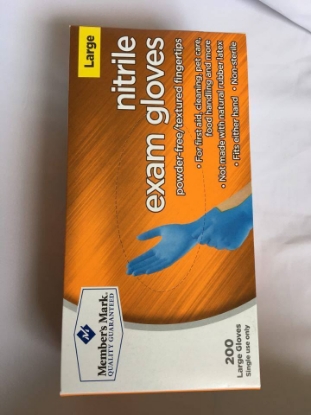 Large
nitrile
exam gloves
powder-free/textured fingertips
• For first aid, cleaning, pet care,
food handling and more
• Not made with natural rubber latex
• Fits either hand • Non-sterile
Member's Mark.
QUALITY GUARANTEED
200
Large Gloves
Single use only